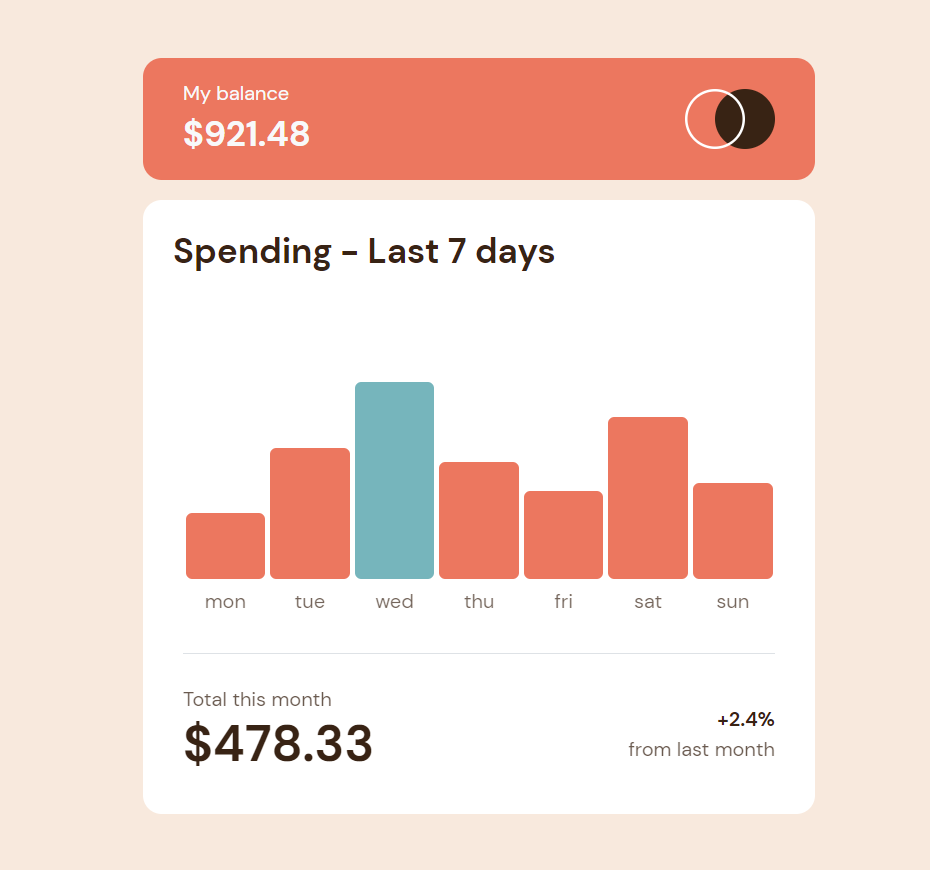 My balance
$921.48
Spending - Last 7 days
mon tue wed thu fri sat sun
Total this month
$478.33
+2.4%
from last month